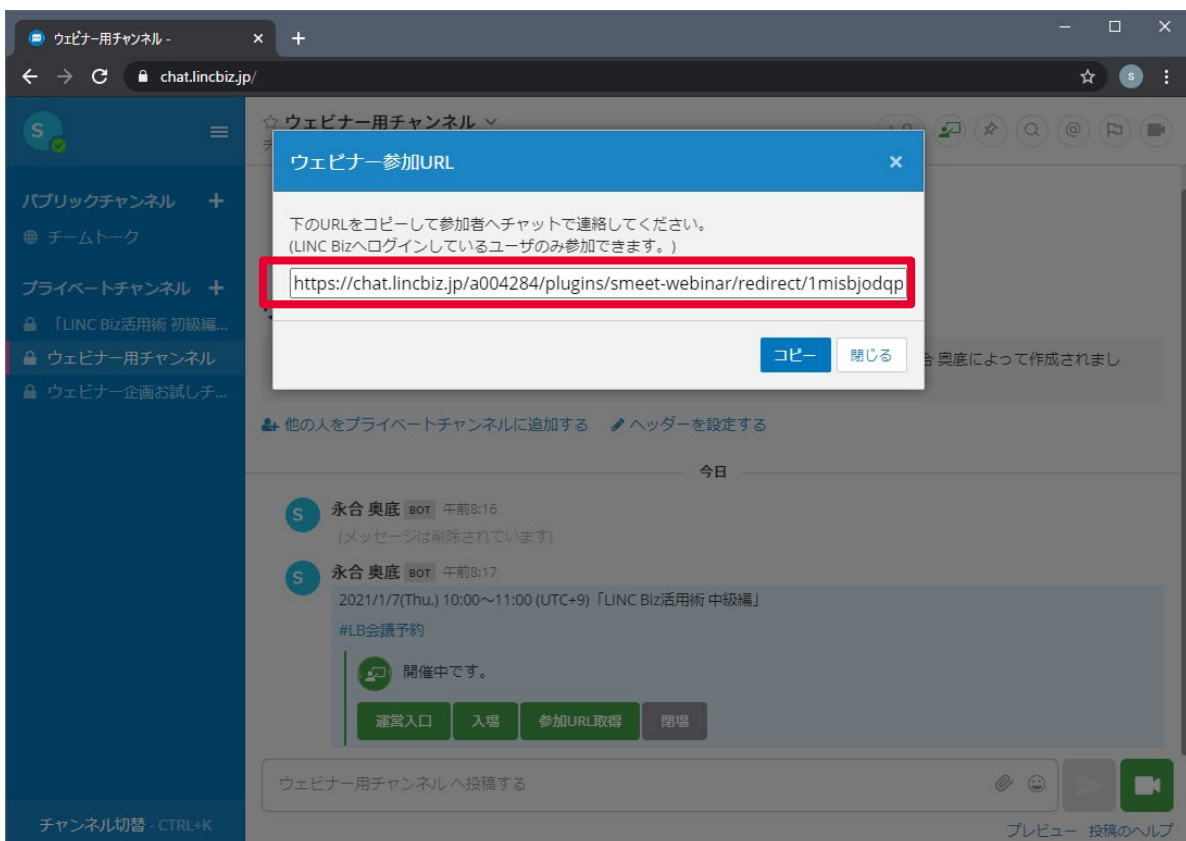 ウェビナー用チャンネル -
chat.lincbiz.jp/
S
ウェビナー用チャンネル
パブリックチャンネル
チームトーク
プライベートチャンネル
「LINC Biz活用術 初級編...
ウェビナー用チャンネル
ウェビナー企画お試しチ...
チャンネル切替 - CTRL+K
ウェビナー参加URL
下のURLをコピーして参加者へチャットで連絡してください。
(LINC Bizへログインしているユーザのみ参加できます。)
https://chat.lincbiz.jp/a004284/plugins/smeet-webinar/redirect/1misbjodqp
コピー 閉じる
奥底によって作成されまし
他の人をプライベートチャンネルに追加する ヘッダーを設定する
今日
S 永合 奥底 BOT 午前8:16
(メッセージは削除されています)
S 永合 奥底 BOT 午前8:17
2021/1/7(Thu.) 10:00～11:00 (UTC+9)「LINC Biz活用術 中級編」
#LB会議予約
開催中です。
運営入口 入場 参加URL取得 閉場
ウェビナー用チャンネル へ投稿する
プレビュー 投稿のヘルプ